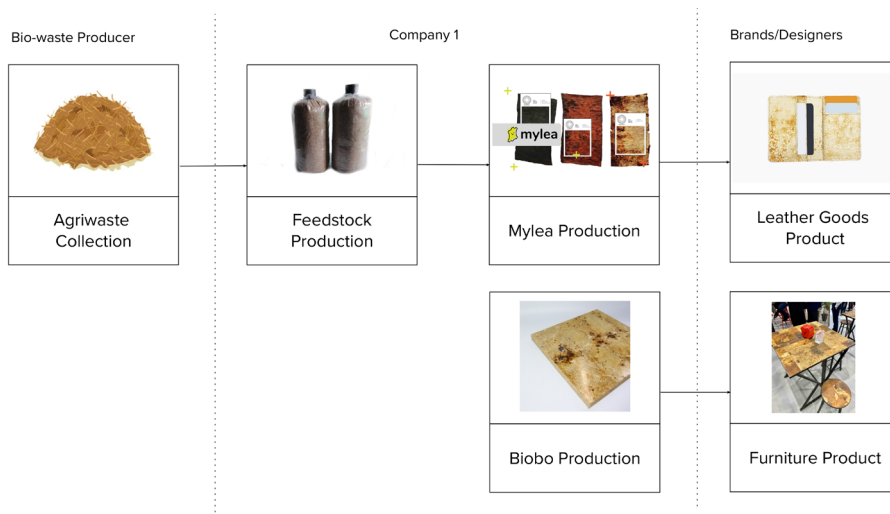 Bio-waste Producer
Company 1
Brands/Designers
mylea
Agriwaste
Collection
Feedstock
Production
Mylea Production
Leather Goods
Product
Biobo Production
Furniture Product